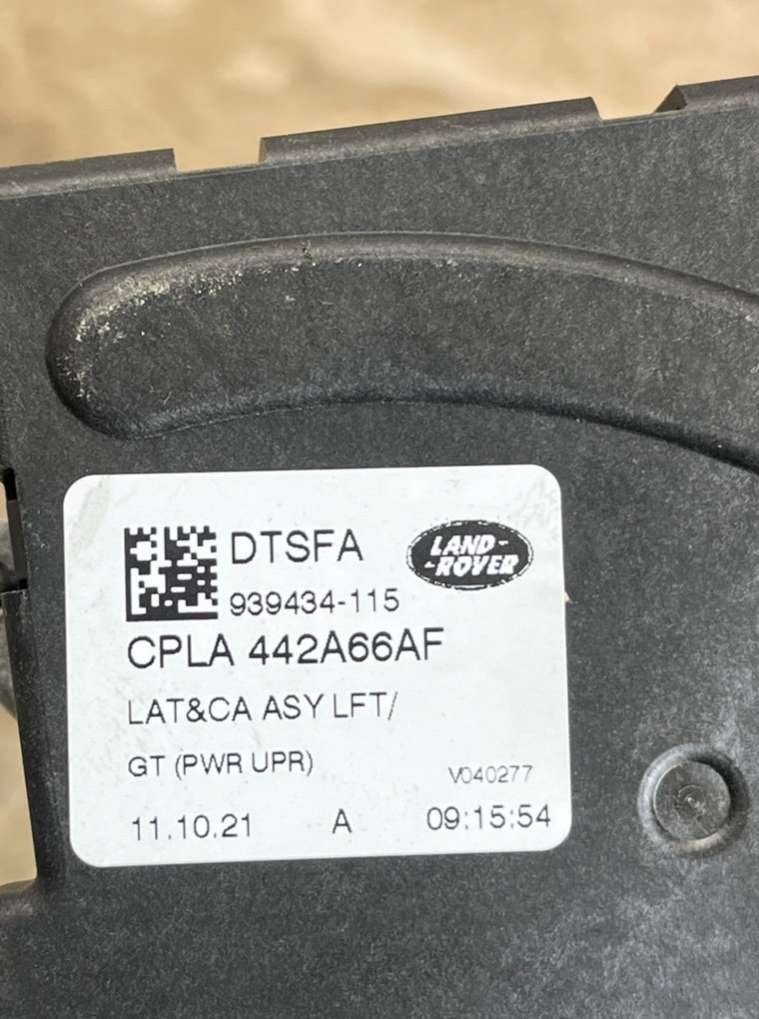 DTSFA
LAND-
-ROVER
939434-115
CPLA 442A66AF
LAT&CA ASY LFT/
GT (PWR UPR)
V040277
11.10.21 A 09:15:54